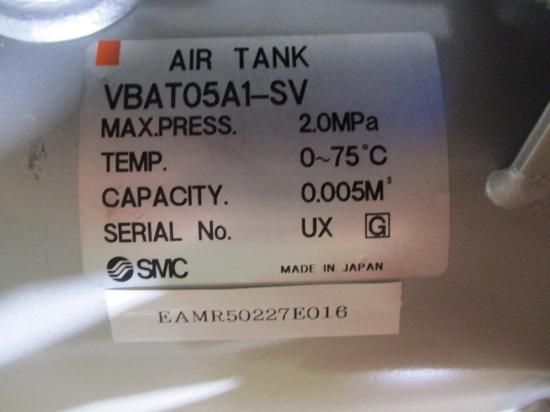 AIR TANK
VBAT05A1-SV
MAX.PRESS. 2.0MPa
TEMP. 0~75°C
CAPACITY. 0.005M³
SERIAL No. UX G
SMC MADE IN JAPAN
EAMR50227E016